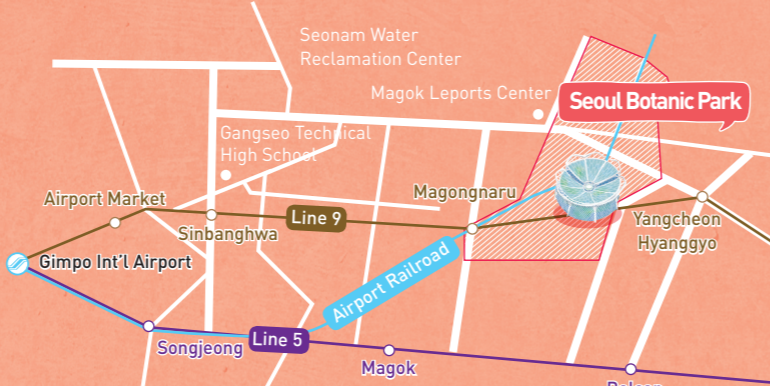 Seonam Water
Reclamation Center
Magok Leports Center
Seoul Botanic Park
Gangseo Technical
High School
Airport Market
Magongnaru
Line 9
Sinbanghwa
Yangcheon
Hyanggyo
Gimpo Int'l Airport
Airport Railroad
Line 5
Songjeong
Magok